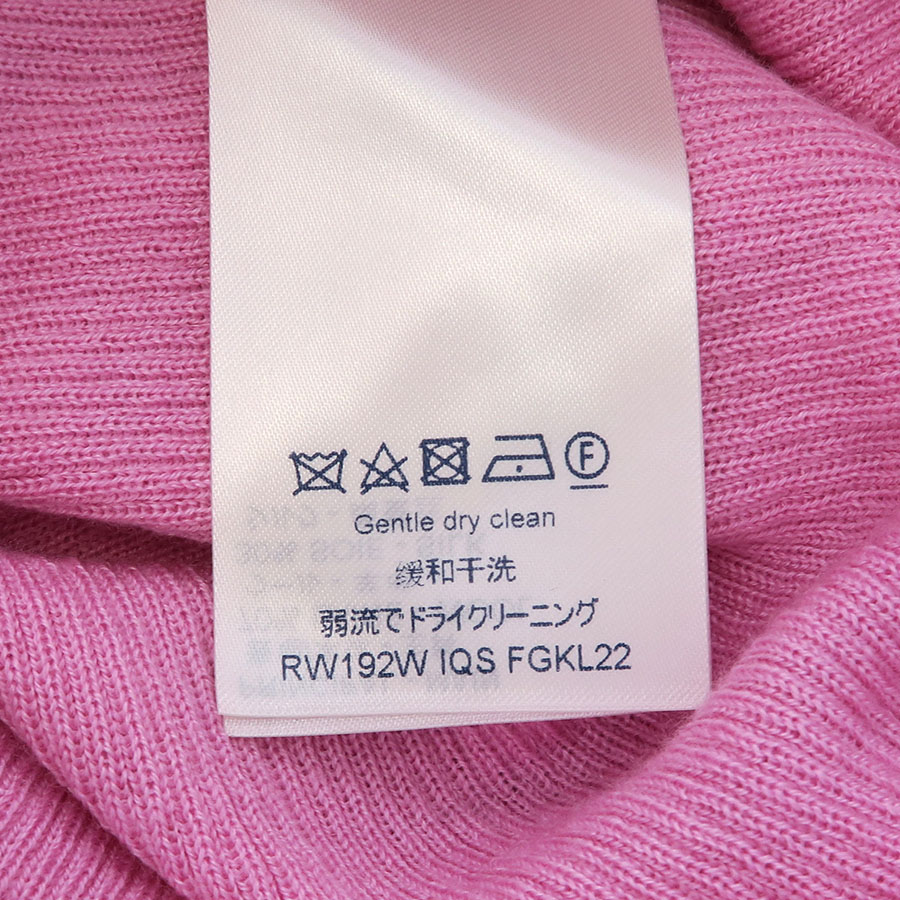 F
Gentle dry clean
缓和干洗
弱流でドライクリーニング
RW192W IQS FGKL22